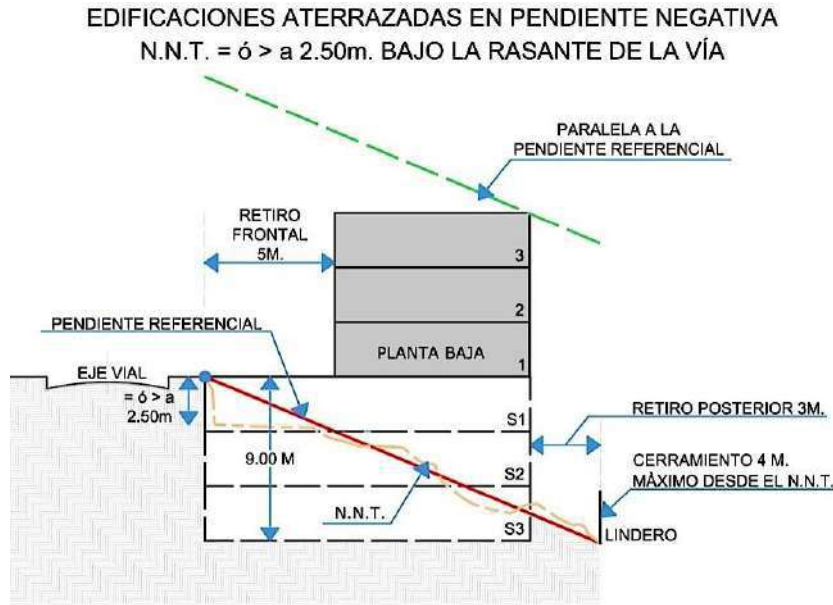 EDIFICACIONES ATERRAZADAS EN PENDIENTE NEGATIVA
N.N.T. = ó > a 2.50m. BAJO LA RASANTE DE LA VÍA
PARALELA A LA
PENDIENTE REFERENCIAL
RETIRO
FRONTAL
5M.
3
2
PENDIENTE REFERENCIAL
PLANTA BAJA
1
EJE VIAL
= ó > a
2.50m
S1
RETIRO POSTERIOR 3M.
9.00 M
S2
CERRAMIENTO 4 M.
MÀXIMO DESDE EL N.N.T.
N.N.T.
S3
LINDERO